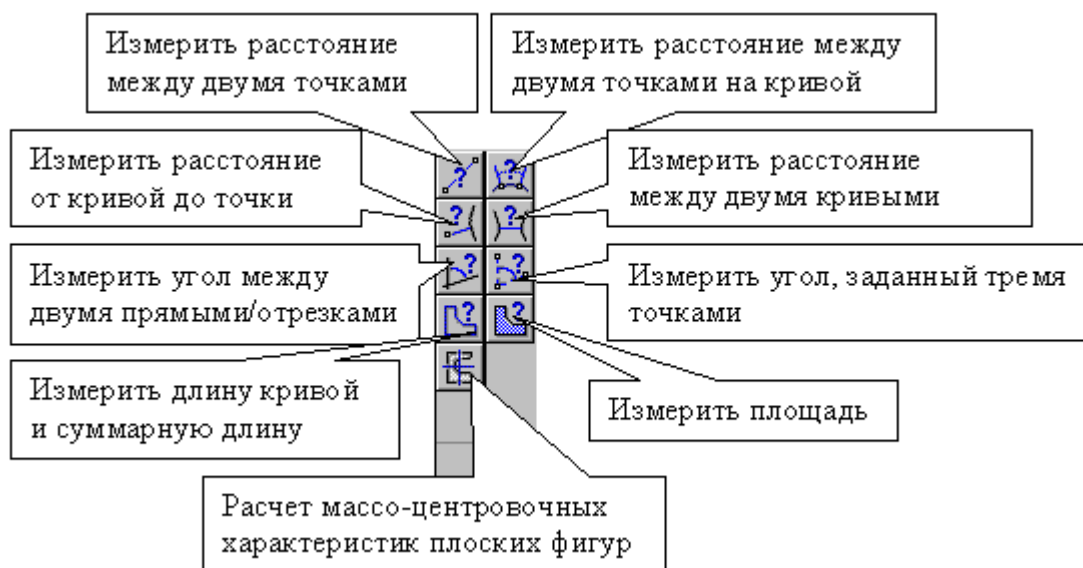 Измерить расстояние
между двумя точками
Измерить расстояние между
двумя точками на кривой
Измерить расстояние
от кривой до точки
Измерить расстояние
между двумя кривыми
Измерить угол между
двумя прямыми/отрезками
Измерить угол, заданный тремя
точками
Измерить длину кривой
и суммарную длину
Измерить площадь
Расчет массо-центровочных
характеристик плоских фигур